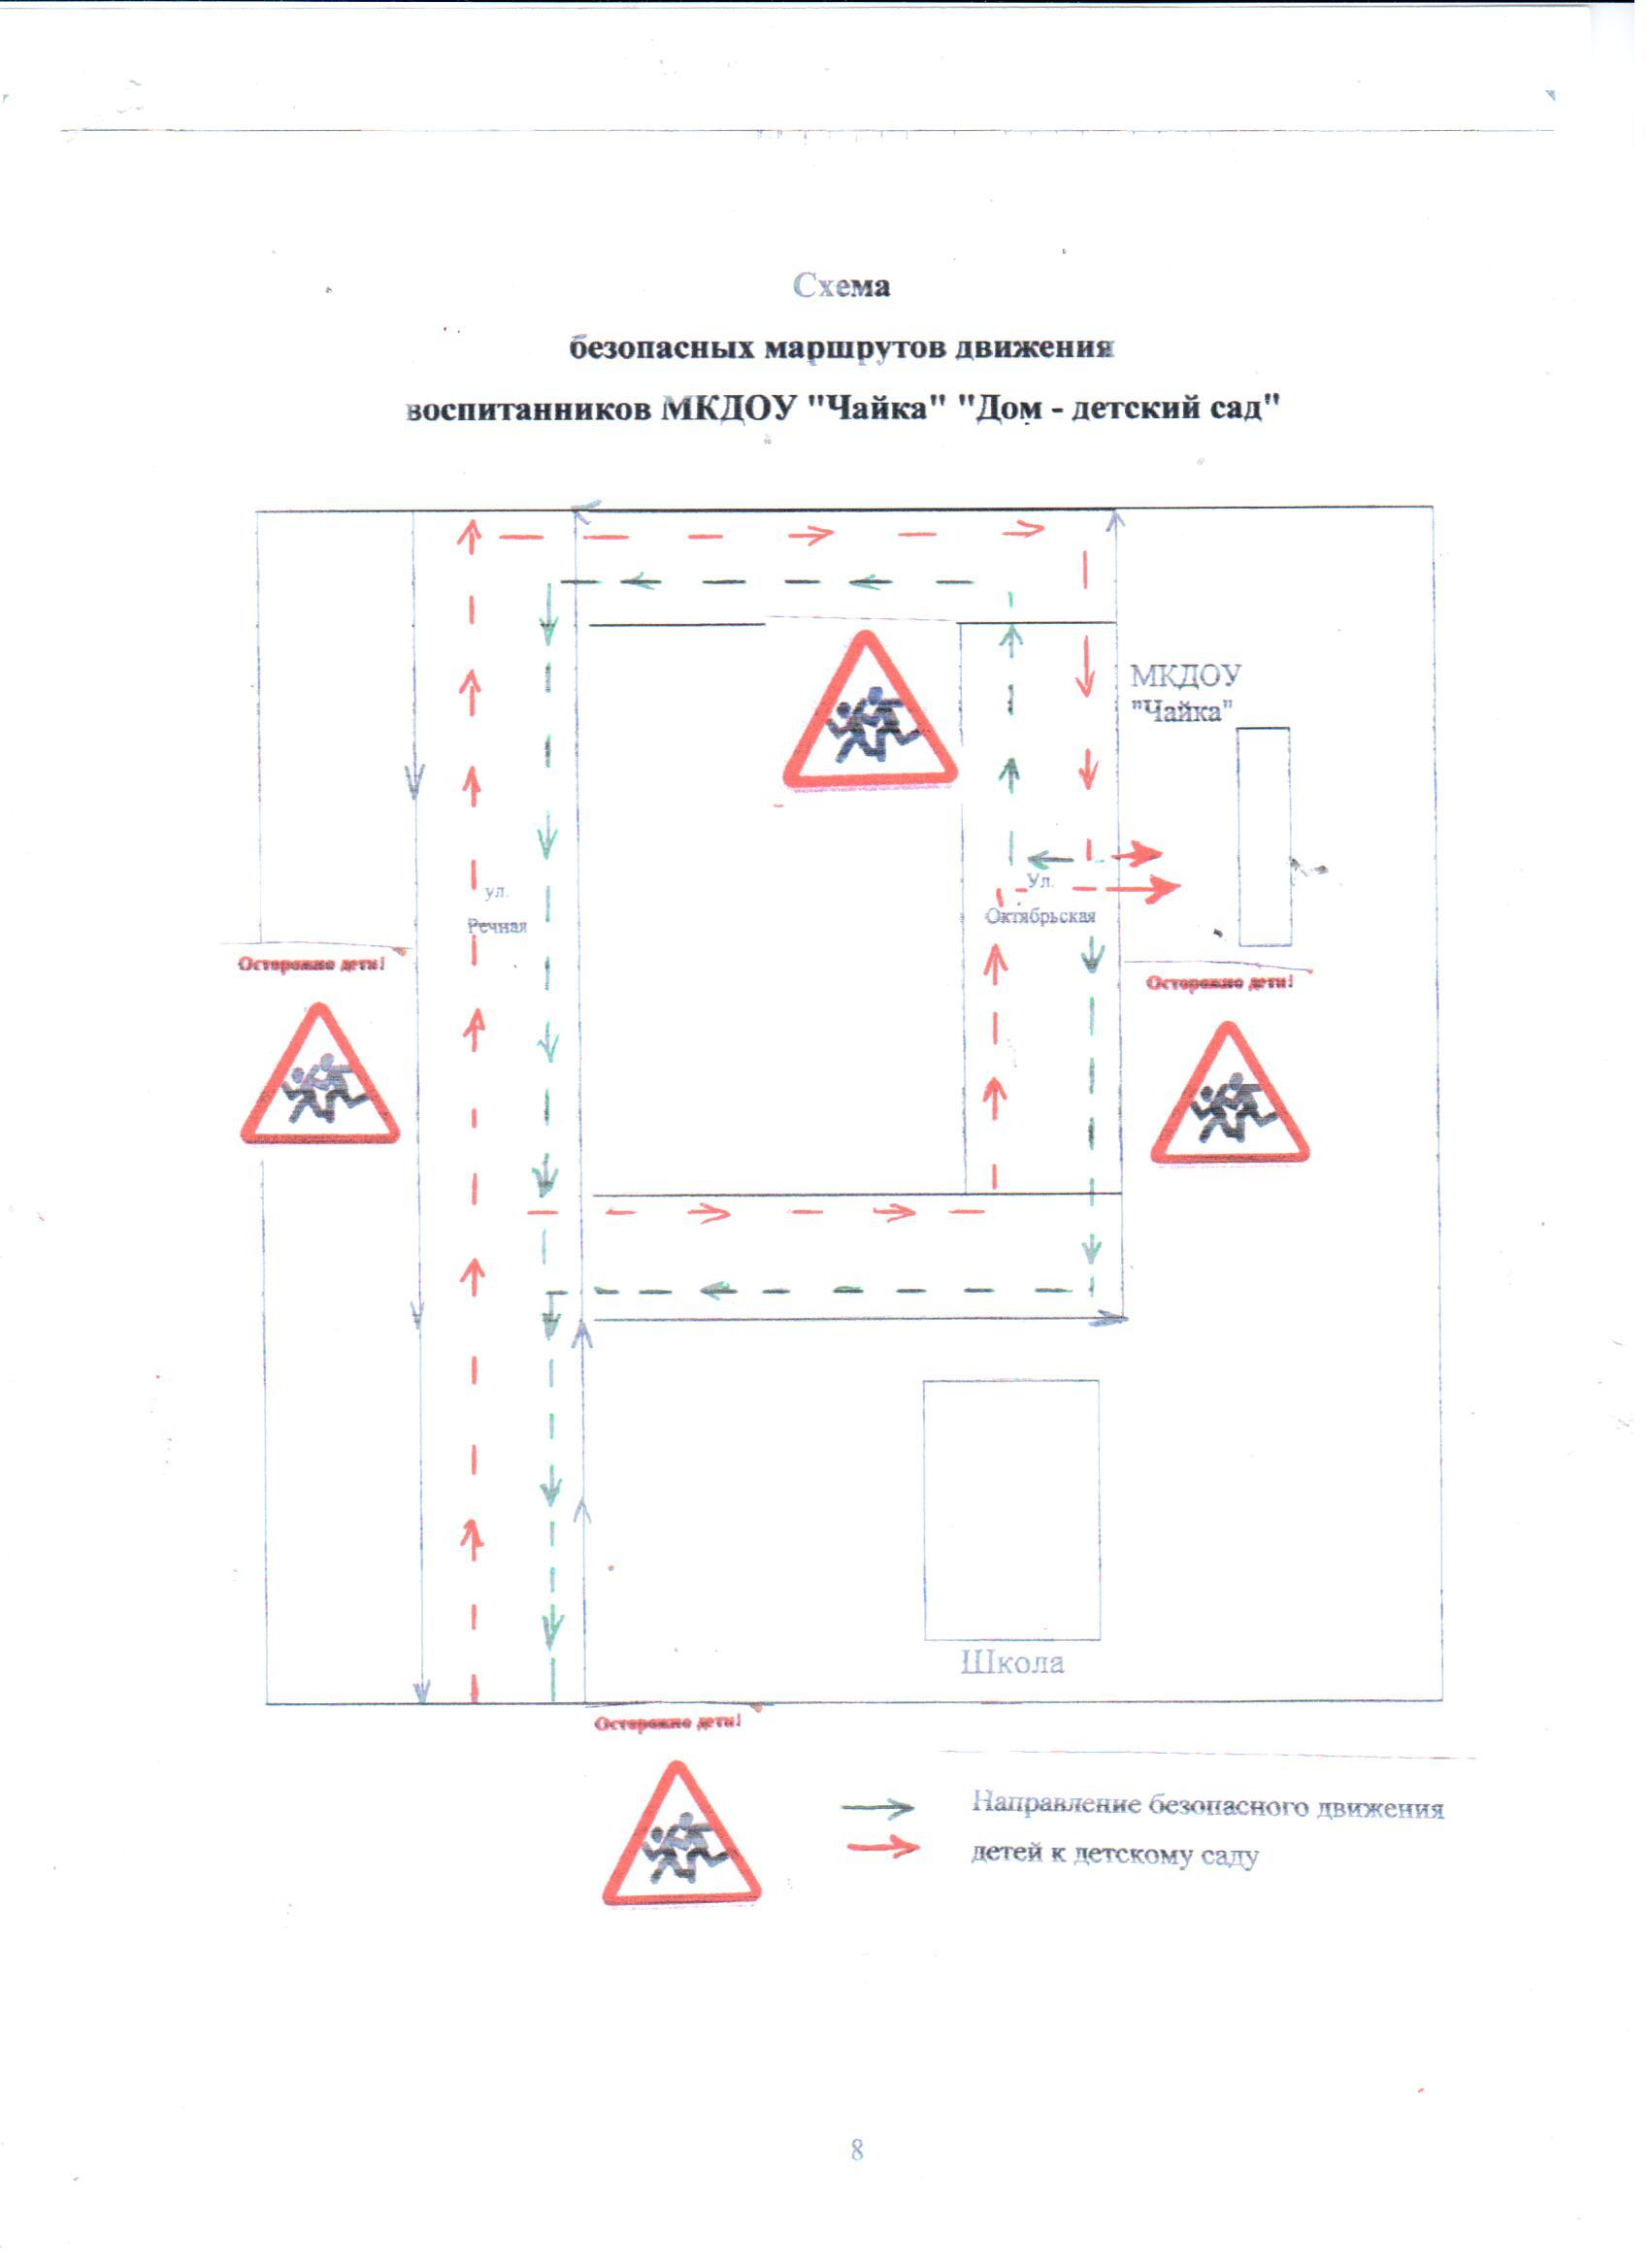 Схема
безопасных маршрутов движения
воспитанников МКДОУ "Чайка" "Дом - детский сад"
МКДОУ
"Чайка"
ул.
Речная
Ул.
Октябрьская
Осторожно дети!
Осторожно дети!
Школа
Осторожно дети!
Направление безопасного движения
детей к детскому саду
8